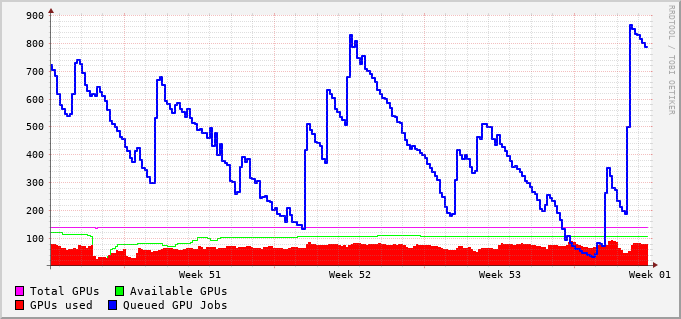 RRDTOOL / TOBI OETIKER
900
800
700
600
500
400
300
200
100
Week 51 Week 52 Week 53 Week 01
Total GPUs Available GPUs
GPUs used Queued GPU Jobs